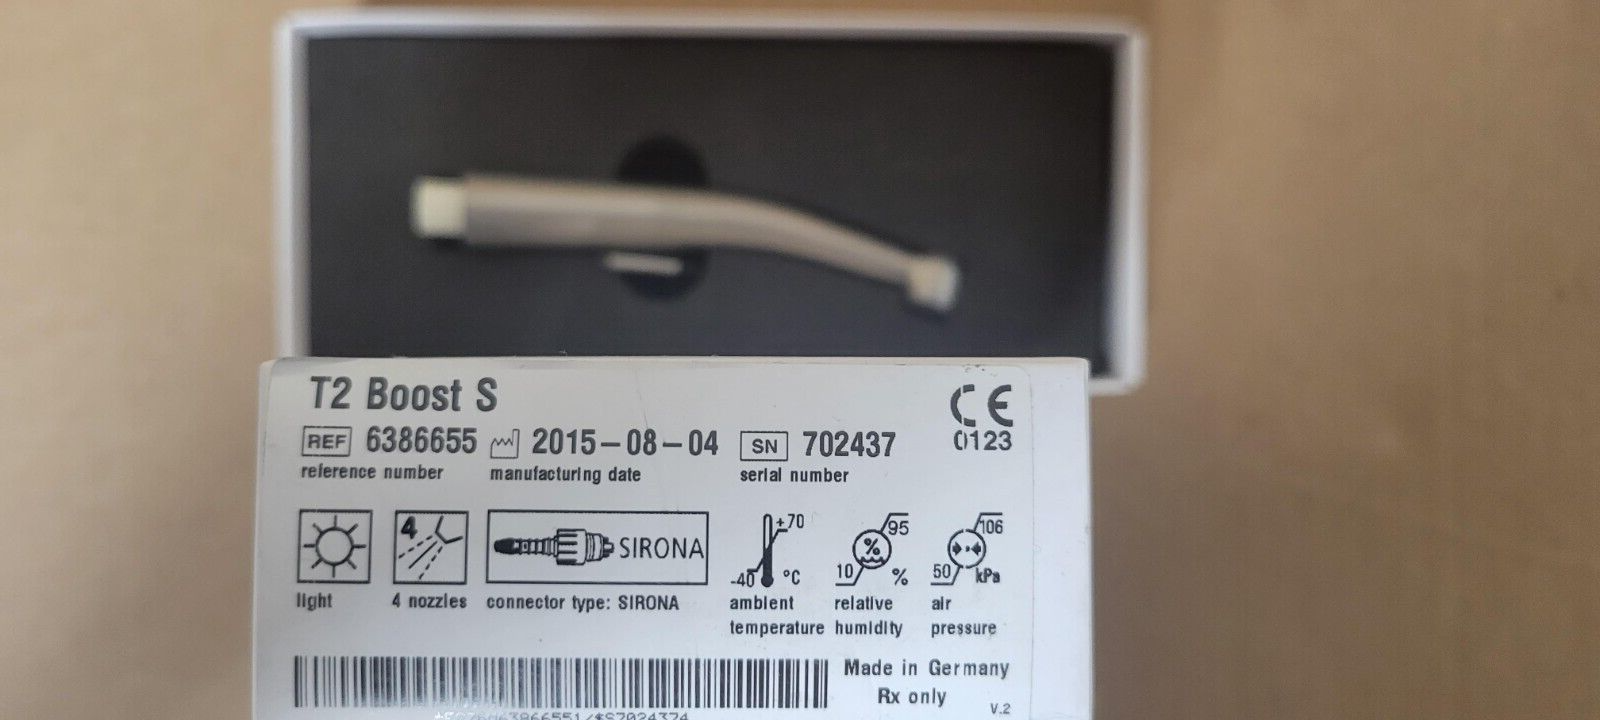 T2 Boost S
CE
0123
REF 6386655 2015-08-04 SN 702437
reference number manufacturing date serial number
4 SIRONA +70 -40 °C 95 % 10 % 106 50 kPa
light 4 nozzles connector type: SIRONA ambient relative air
temperature humidity pressure
Made in Germany
Rx only
V.2